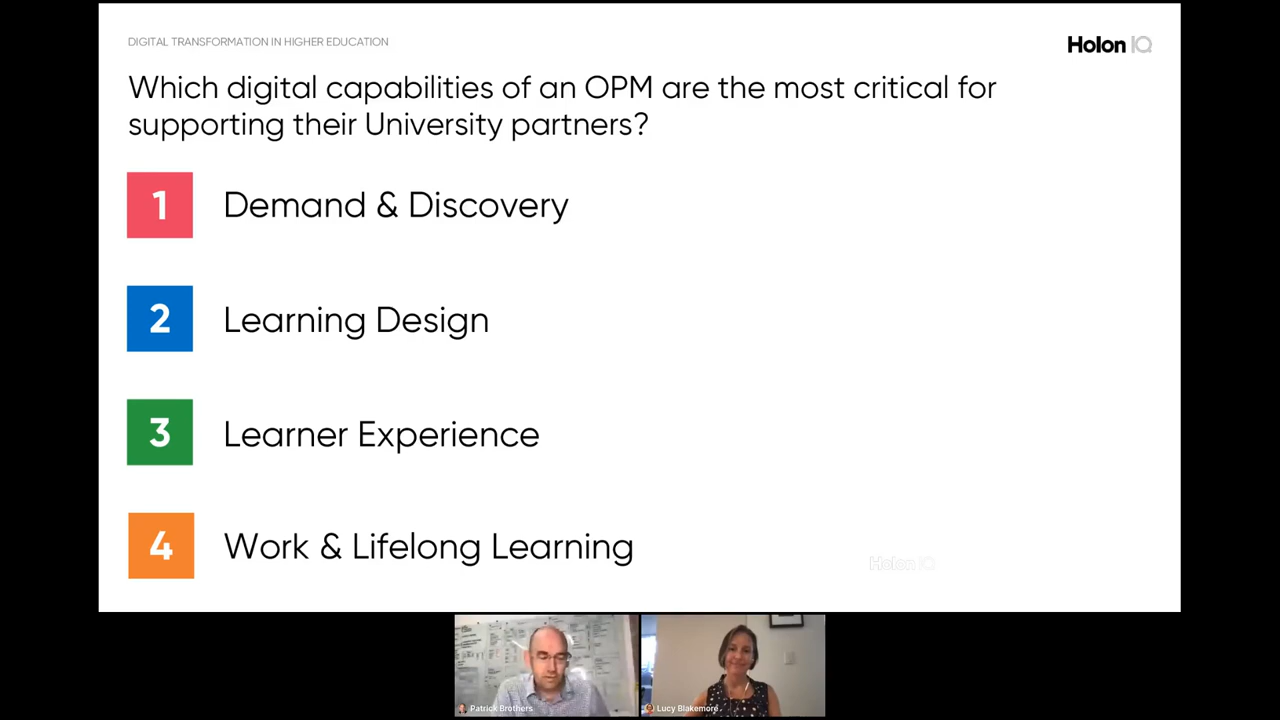 DIGITAL TRANSFORMATION IN HIGHER EDUCATION
Holon IQ
Which digital capabilities of an OPM are the most critical for
supporting their University partners?
1
Demand & Discovery
2
Learning Design
3
Learner Experience
4
Work & Lifelong Learning
Holon IQ
Patrick Brothers
Lucy Blakemore